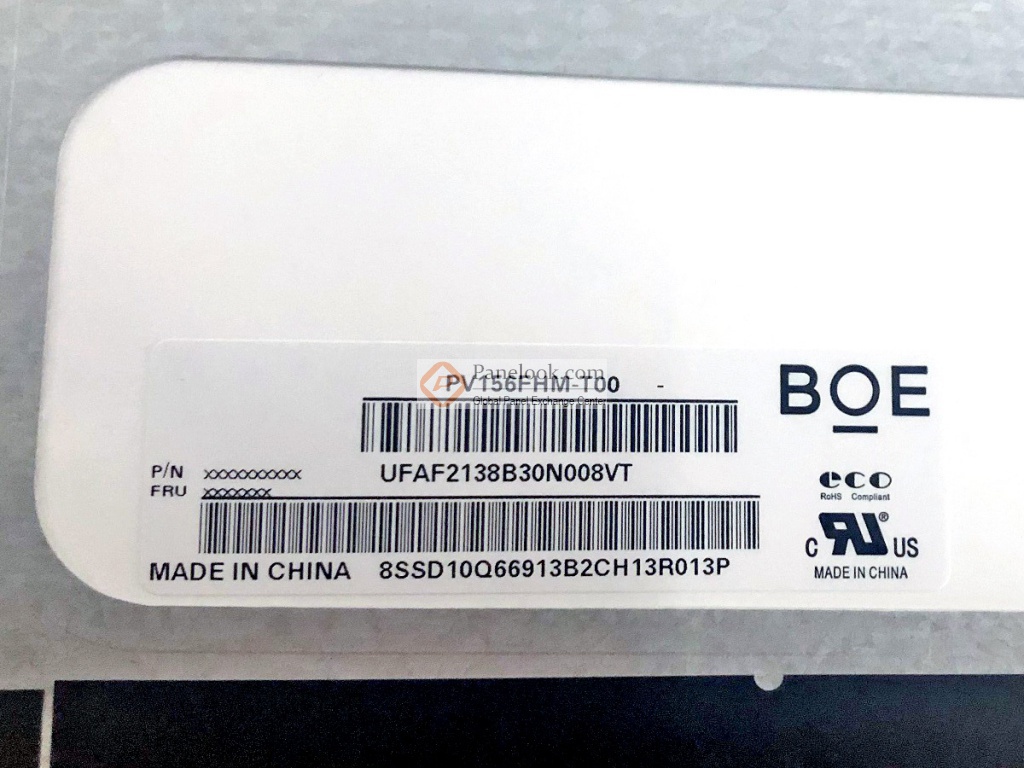 Panelook.com
PV156FHM-T00 -
Global Panel Exchange Center
BOE
UFAF2138B30N008VT
P/N XXXXXXXXXX
FRU XXXXXXX
eco
RoHS Compliant
C RU ® US
MADE IN CHINA 8SSD10Q66913B2CH13R013P
MADE IN CHINA